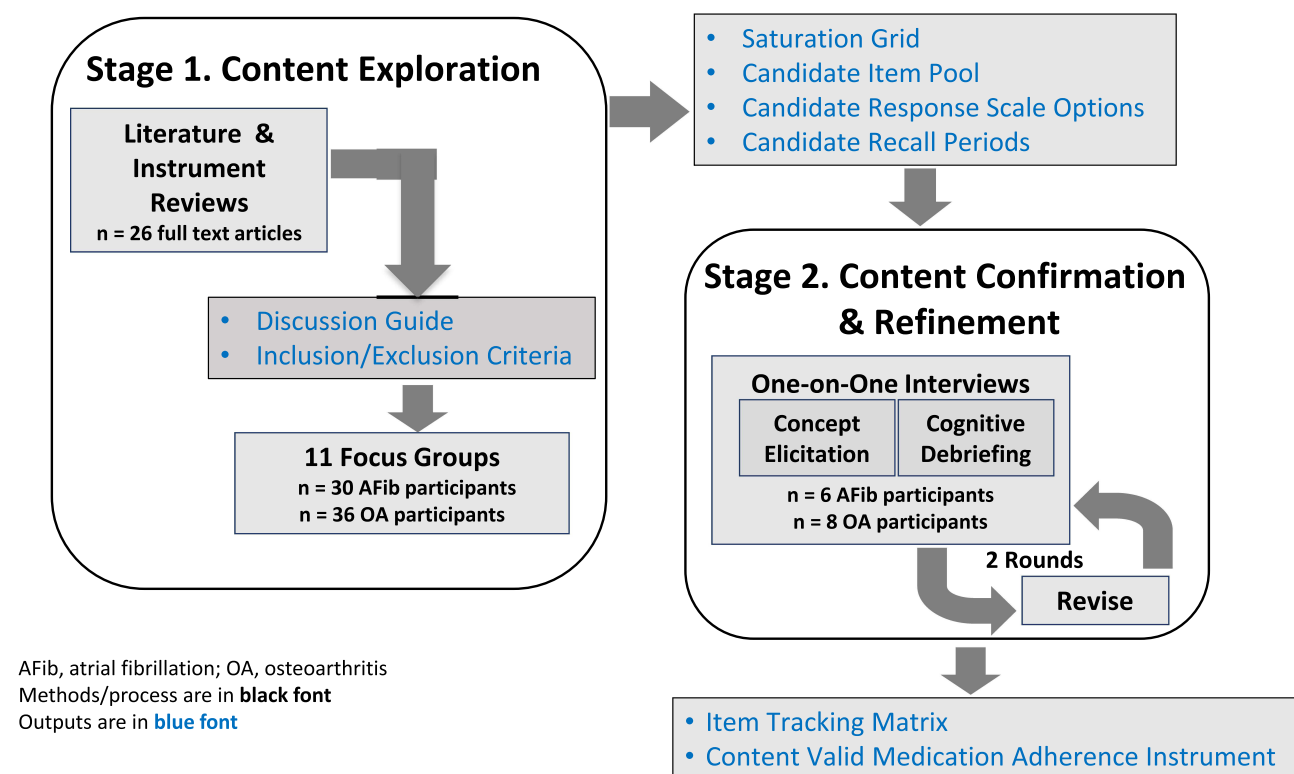 Stage 1. Content Exploration
Literature & 
Instrument
Reviews
n = 26 full text articles
• Discussion Guide
• Inclusion/Exclusion Criteria
11 Focus Groups
n = 30 AFib participants
n = 36 OA participants
• Saturation Grid
• Candidate Item Pool
• Candidate Response Scale Options
• Candidate Recall Periods
Stage 2. Content Confirmation
& Refinement
One-on-One Interviews
Concept
Elicitation
Cognitive
Debriefing
n = 6 AFib participants
n = 8 OA participants
2 Rounds
Revise
• Item Tracking Matrix
• Content Valid Medication Adherence Instrument
AFib, atrial fibrillation; OA, osteoarthritis
Methods/process are in black font
Outputs are in blue font